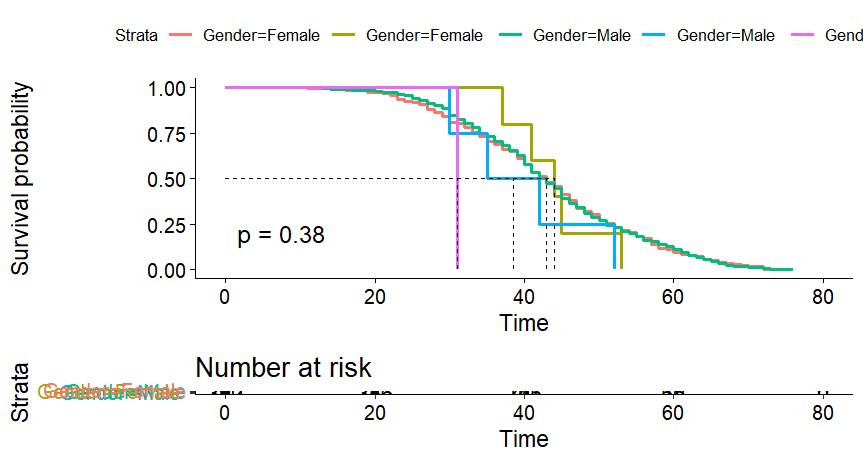 Strata Gender=Female Gender=Female Gender=Male Gender=Male Gend
Survival probability
1.00
0.75
0.50
0.25
0.00
p = 0.38
0 20 40 60 80
Time
Number at risk
Strata
0 20 40 60 80
Time